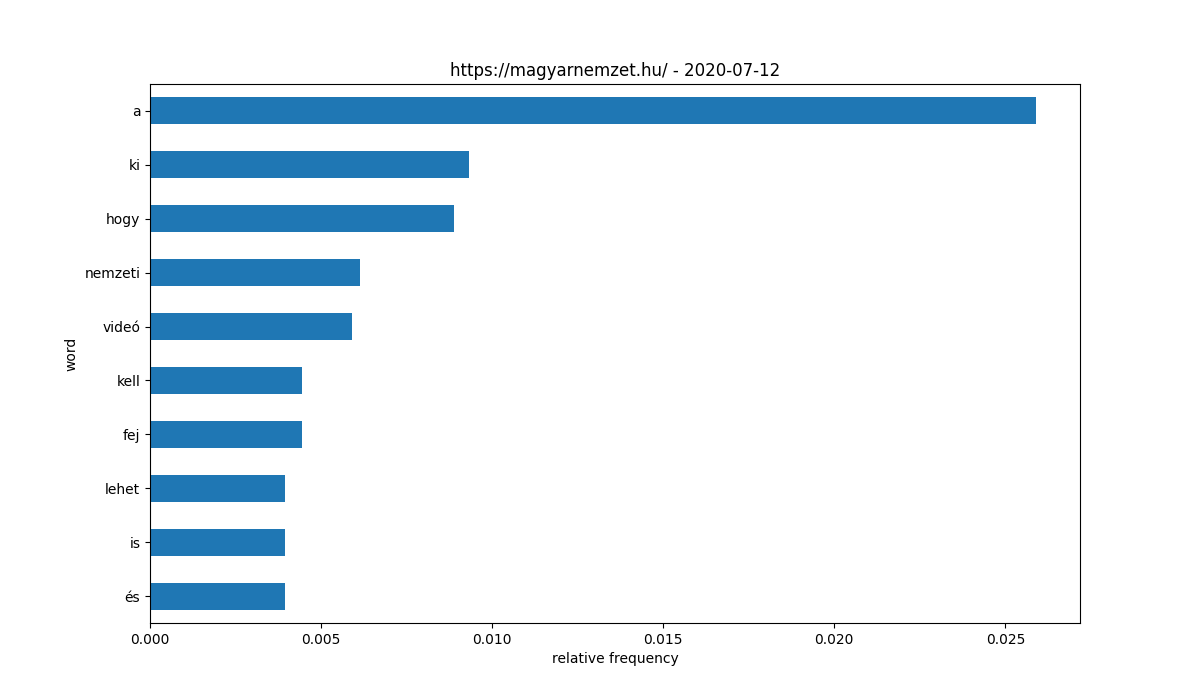 https://magyarnemzet.hu/ - 2020-07-12
a
ki
hogy
nemzeti
videó
kell
fej
lehet
is
és
word
0.000 0.005 0.010 0.015 0.020 0.025
relative frequency